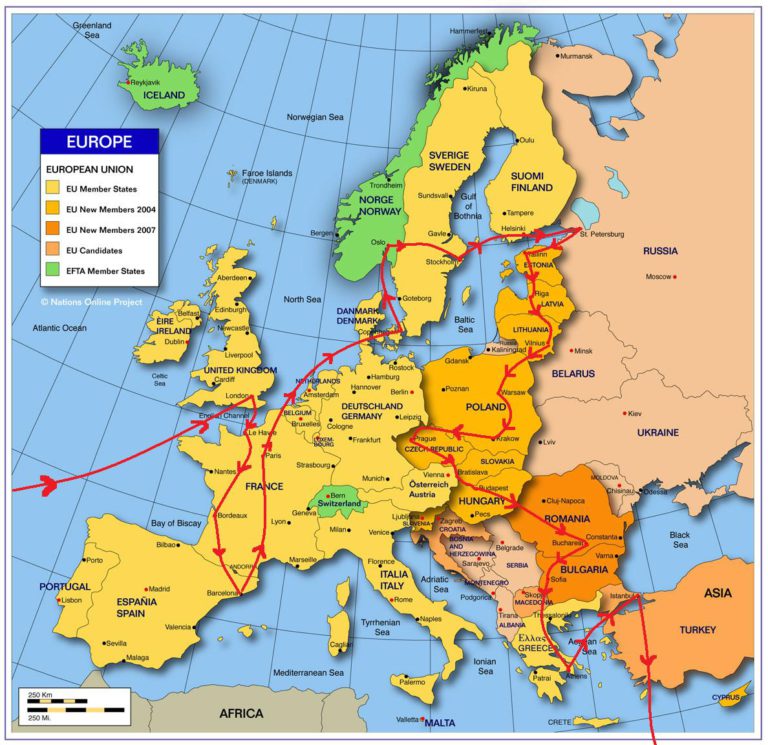 Greenland
Sea
Hammerfest
Murmansk
Reykjavik
ICELAND
Kiruna
Norwegian Sea
EUROPE
EUROPEAN UNION
EU Member States
EU New Members 2004
EU New Members 2007
EU Candidates
EFTA Member States
© Nations Online Project
Faroe Islands
(DENMARK)
Oulu
SVERIGE
SWEDEN
SUOMI
FINLAND
Trondheim
Sundsvall
Gulf
of
Bothnia
NORGE
NORWAY
Tampere
Helsinki
Bergen
Gavle
Oslo
St. Petersburg
Stockholm
Tallinn
ESTONIA
RUSSIA
Moscow
Aberdeen
North Sea
Goteborg
Riga
LATVIA
Atlantic Ocean
Edinburgh
Belfast
ÈIRE
IRELAND
Dublin
Newcastle
DANMARK
DENMARK
Baltic
Sea
LITHUANIA
Vilnius
Russia
Kaliningrad
Minsk
Liverpool
Celtic
Sea
UNITED KINGDOM
Cardiff
London
Rostock
Gdansk
BELARUS
Hamburg
NETHERLANDS
Amsterdam
Hannover
Berlin
Poznan
Warsaw
POLAND
English Channel
BELGIUM
Bruxelles
DEUTSCHLAND
GERMANY
Leipzig
Cologne
Kiev
Le Havre
LUXEM-
BOURG
Frankfurt
Prague
CZECH REPUBLIC
Krakow
Lviv
UKRAINE
Paris
Strasbourg
SLOVAKIA
Nantes
FRANCE
Munich
Vienna
Bratislava
Österreich
Austria
Budapest
MOLDOVA
Chisinau
Odessa
Bern
Switzerland
HUNGARY
Cluj-Napoca
Geneva
Lyon
Ljubljana
SLOVENIA
Pecs
ROMANIA
Bay of Biscay
Bordeaux
Milan
Venice
Zagreb
CROATIA
BOSNIA
AND
HERZEGOWINA
Belgrade
Bucharest
Constanta
Bilbao
Florence
Sarajevo
SERBIA
Varna
Black
Sea
Porto
ANDORRA
Marseille
ITALIA
ITALY
Adriatic
Sea
MONTENEGRO
Podgorica
Sofia
BULGARIA
PORTUGAL
Lisbon
Madrid
ESPAÑA
SPAIN
Barcelona
Rome
Skopje
MACEDONIA
Istanbul
ASIA
Naples
Tirana
ALBANIA
Thessaloniki
Valencia
Tyrrhenian
Sea
Ελλας
GREECE
Aegean
Sea
TURKEY
Sevilla
Malaga
Cagliari
Ionian
Sea
Patrai
Athens
Mediterranean Sea
Palermo
CYPRUS
250 Km
250 Mi.
AFRICA
Valletta
MALTA
CRETE